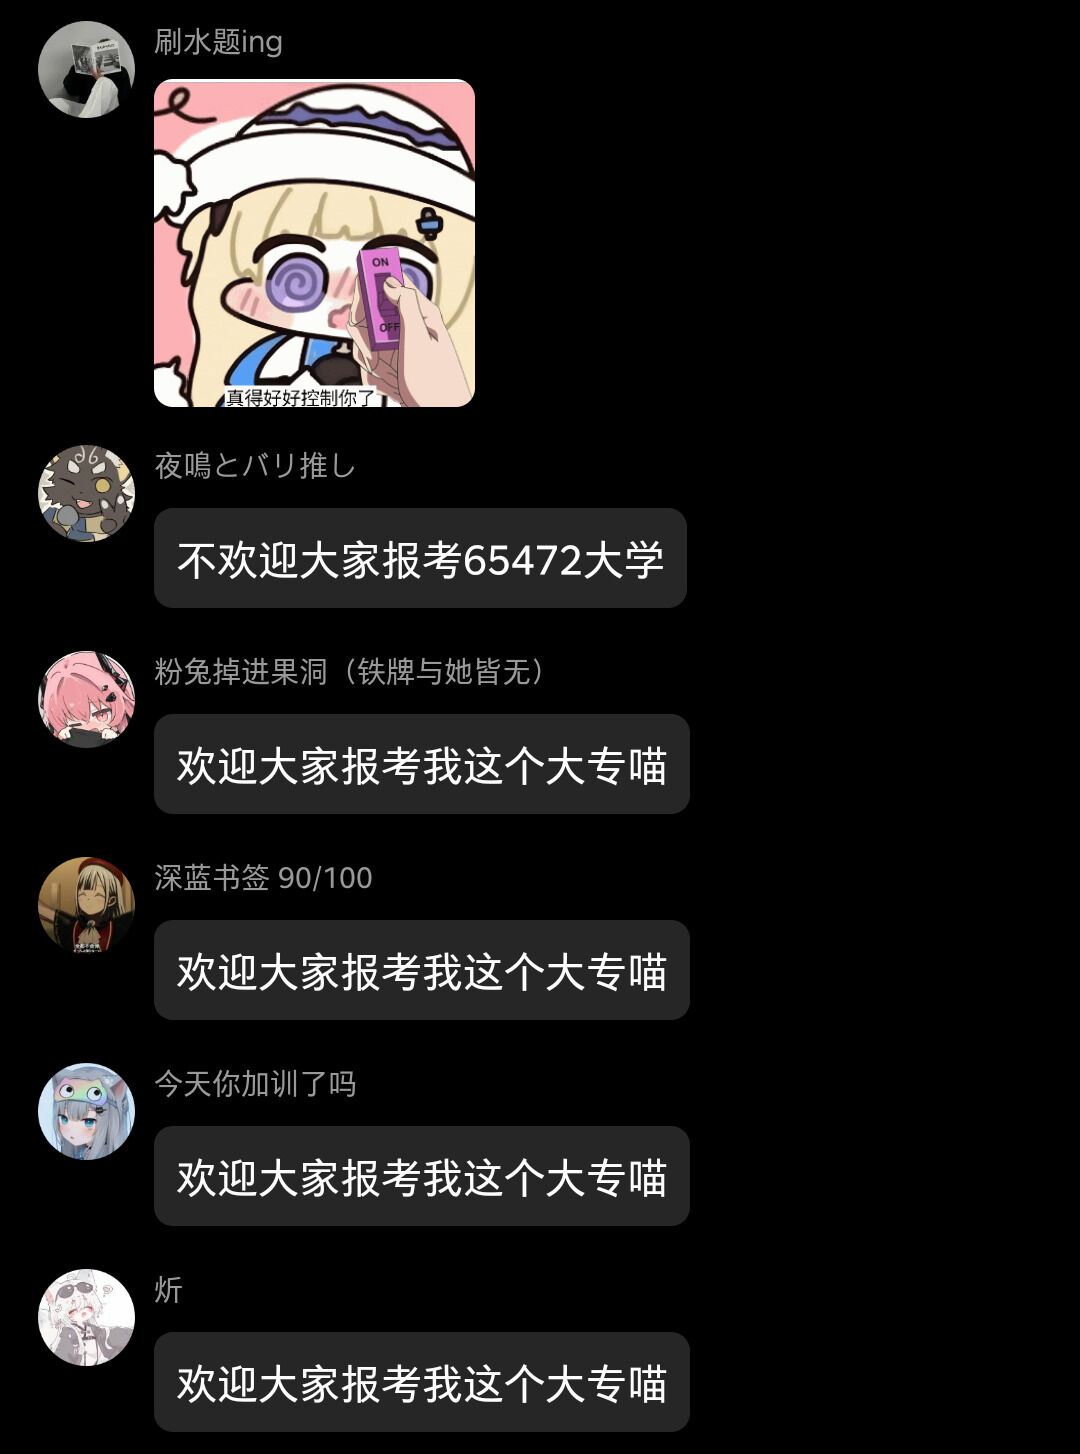 刷水题ing
ON
OFF
真得好好控制你了
夜鳴とバリ推し
不欢迎大家报考65472大学
粉兔掉进果洞（铁牌与她皆无）
欢迎大家报考我这个大专喵
深蓝书签 90/100
欢迎大家报考我这个大专喵
今天你加训了吗
欢迎大家报考我这个大专喵
炘
欢迎大家报考我这个大专喵